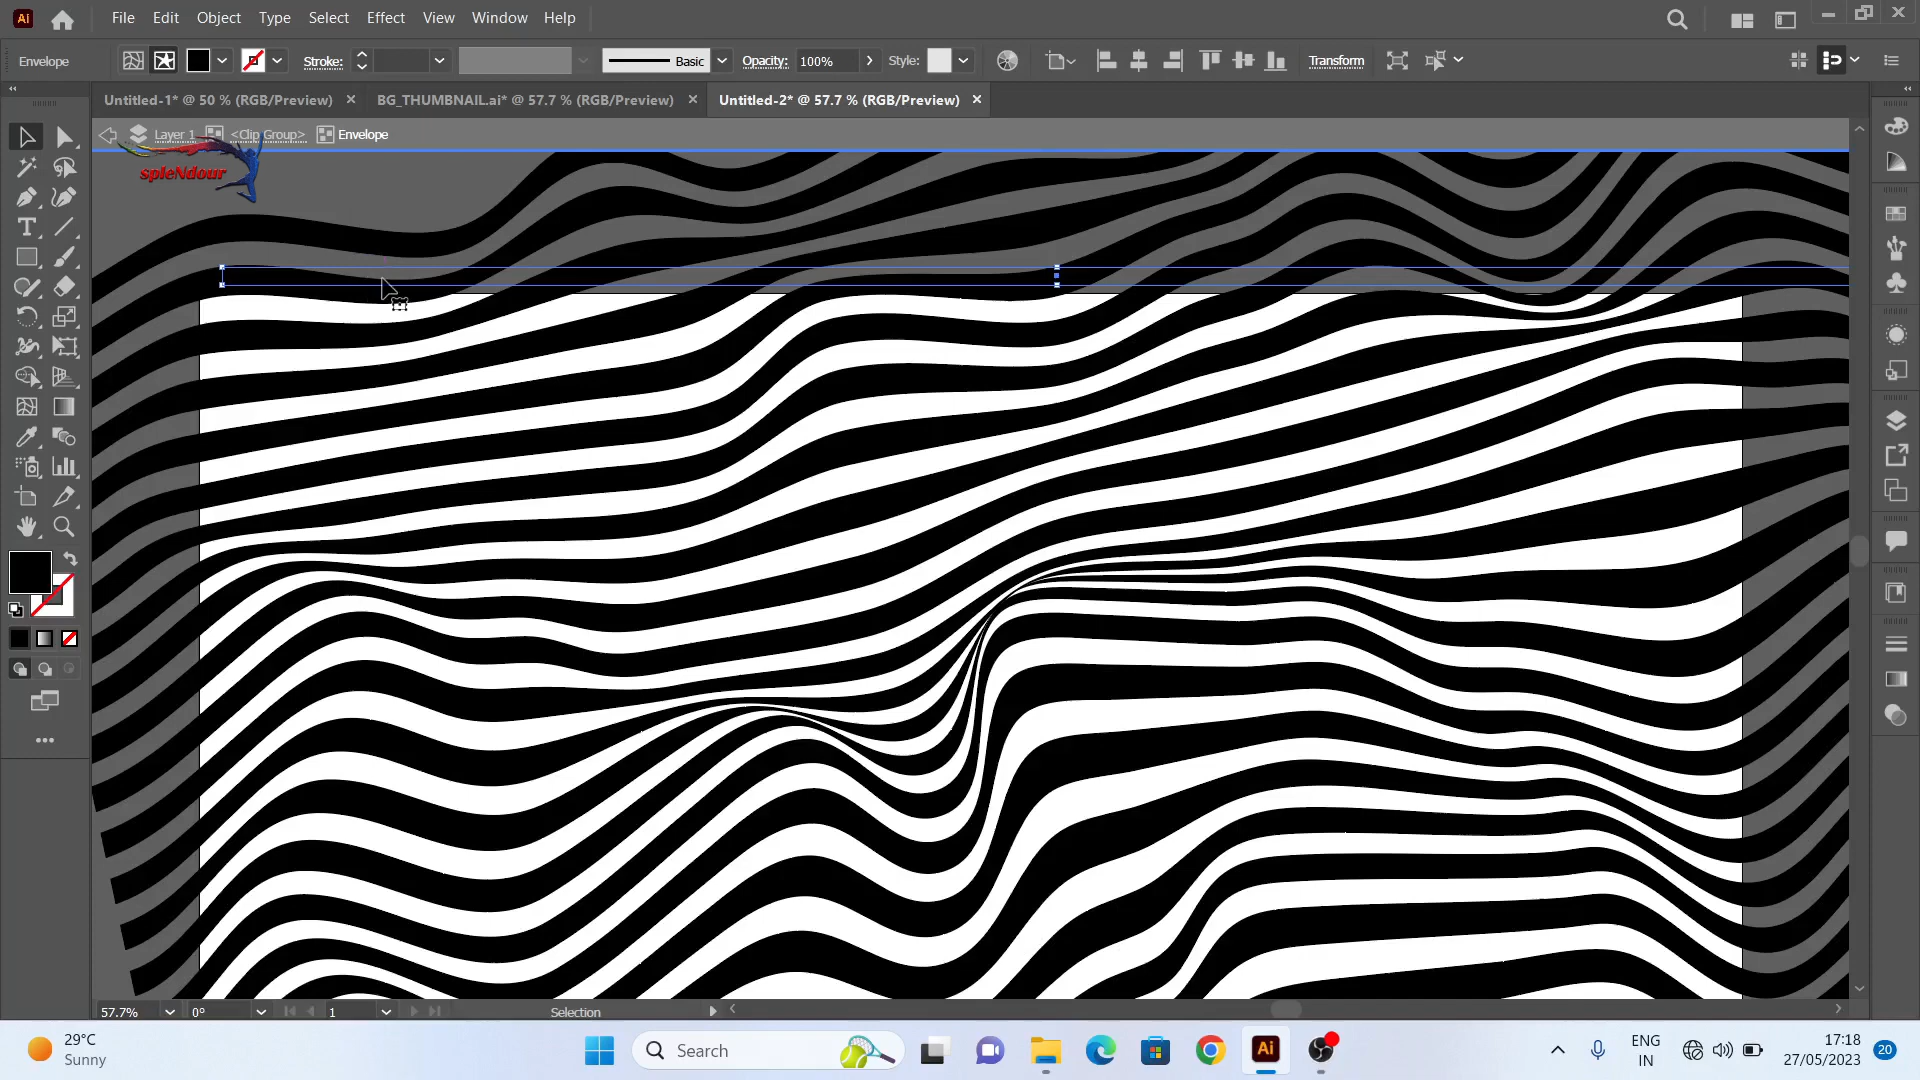 Ai File Edit Object Type Select Effect View Window Help
Envelope Stroke: Basic Opacity: 100% Style: Transform
Untitled-1* @ 50 % (RGB/Preview) × BG_THUMBNAIL.ai* @ 57.7 % (RGB/Preview) × Untitled-2* @ 57.7 % (RGB/Preview) ×
Layer 1 <Clip Group> Envelope
spleNdour
57.7% 0° 1 Selection
29°C
Sunny
Search
Ai
ENG
IN
17:18
27/05/2023
20